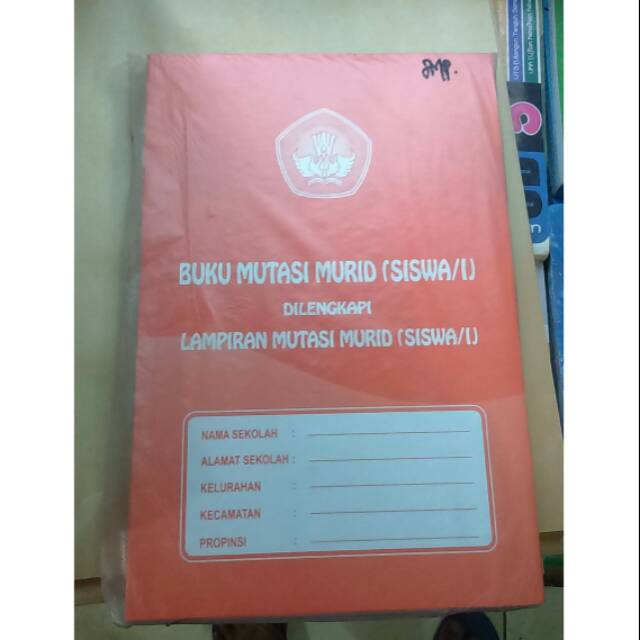 BUKU MUTASI MURID (SISWA/I)
DILENGKAPI
LAMPIRAN MUTASI MURID (SISWA/I)
NAMA SEKOLAH :
ALAMAT SEKOLAH :
KELURAHAN :
KECAMATAN :
PROPINSI :